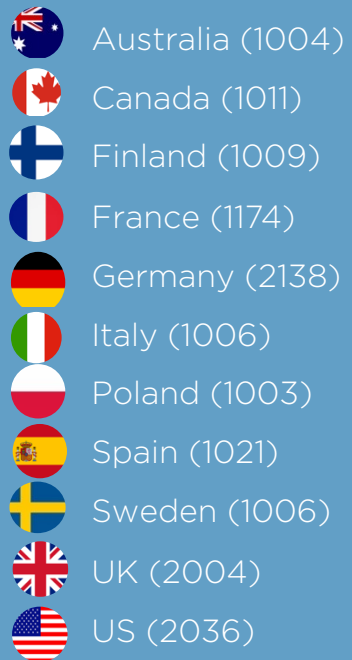 Australia (1004)
Canada (1011)
Finland (1009)
France (1174)
Germany (2138)
Italy (1006)
Poland (1003)
Spain (1021)
Sweden (1006)
UK (2004)
US (2036)